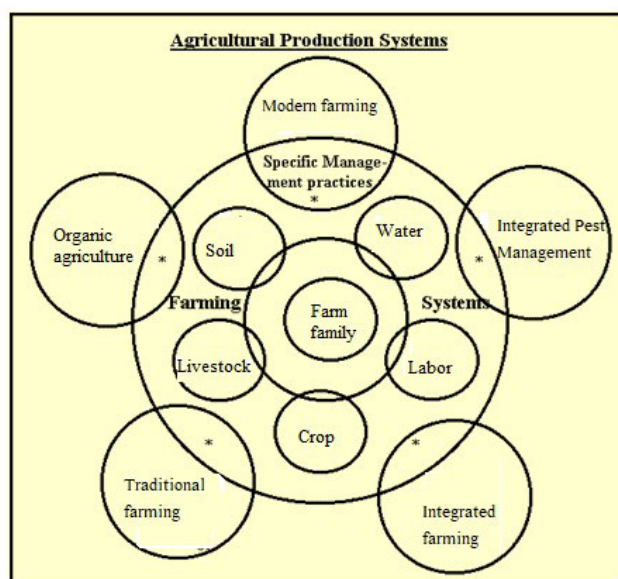 Agricultural Production Systems
Modern farming
Specific Manage-
ment practices
*
Organic
agriculture
*
Soil
Water
*
Integrated Pest
Management
Farming
Systems
Farm
family
Livestock
Labor
Crop
*
*
Traditional
farming
Integrated
farming